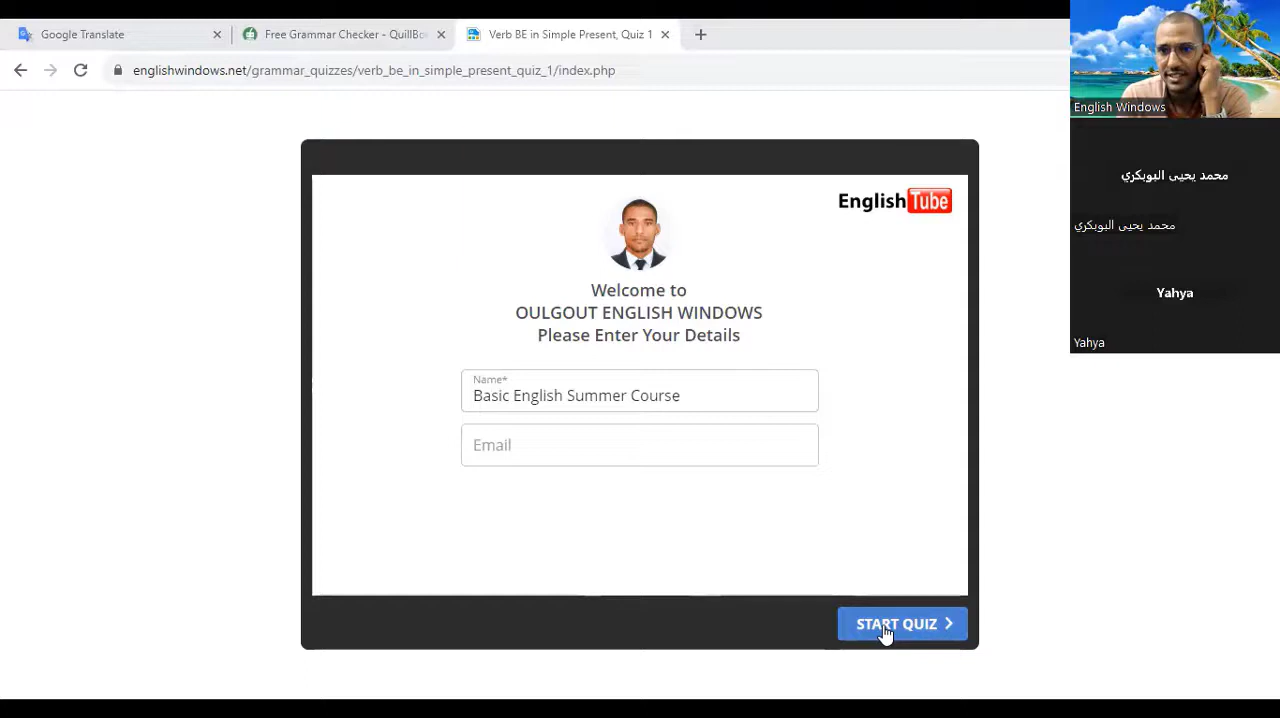 Google Translate
Free Grammar Checker - QuillBo
Verb BE in Simple Present, Quiz 1
englishwindows.net/grammar_quizzes/verb_be_in_simple_present_quiz_1/index.php
English Windows
محمد يحيى البوبكري
محمد يحيى البوبكري
Yahya
Yahya
EnglishTube
Welcome to
OULGOUT ENGLISH WINDOWS
Please Enter Your Details
Name*
Basic English Summer Course
Email
START QUIZ